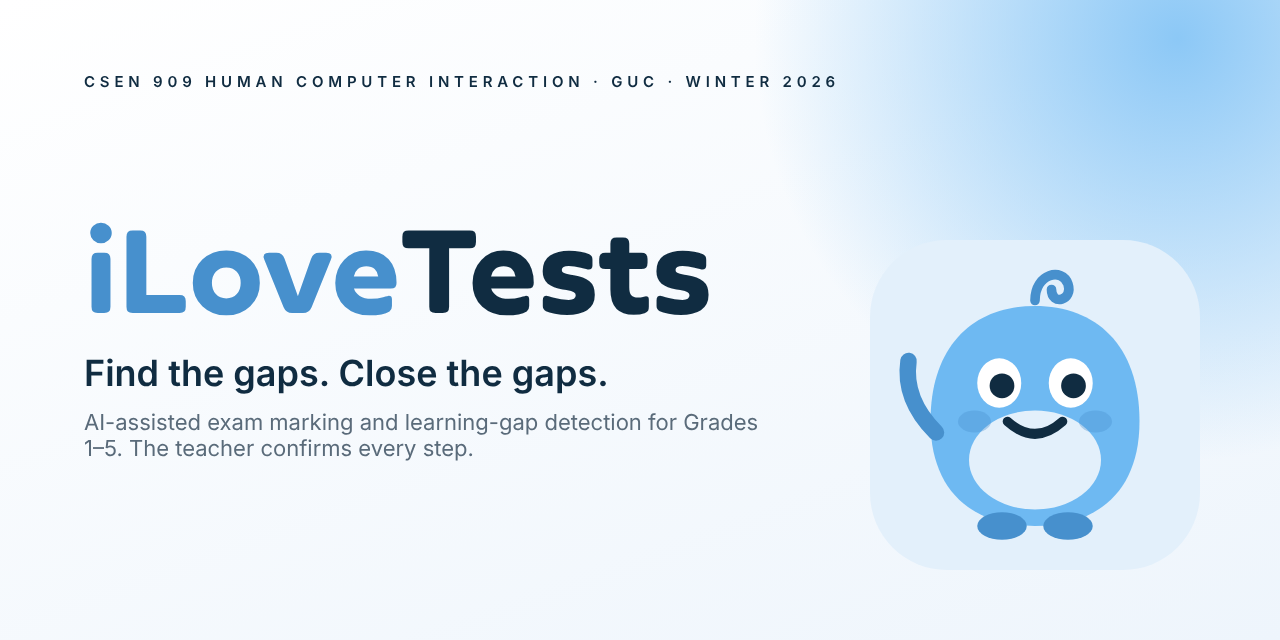 CSEN 909 HUMAN COMPUTER INTERACTION · GUC · WINTER 2026
iLoveTests
Find the gaps. Close the gaps.
AI-assisted exam marking and learning-gap detection for Grades
1–5. The teacher confirms every step.